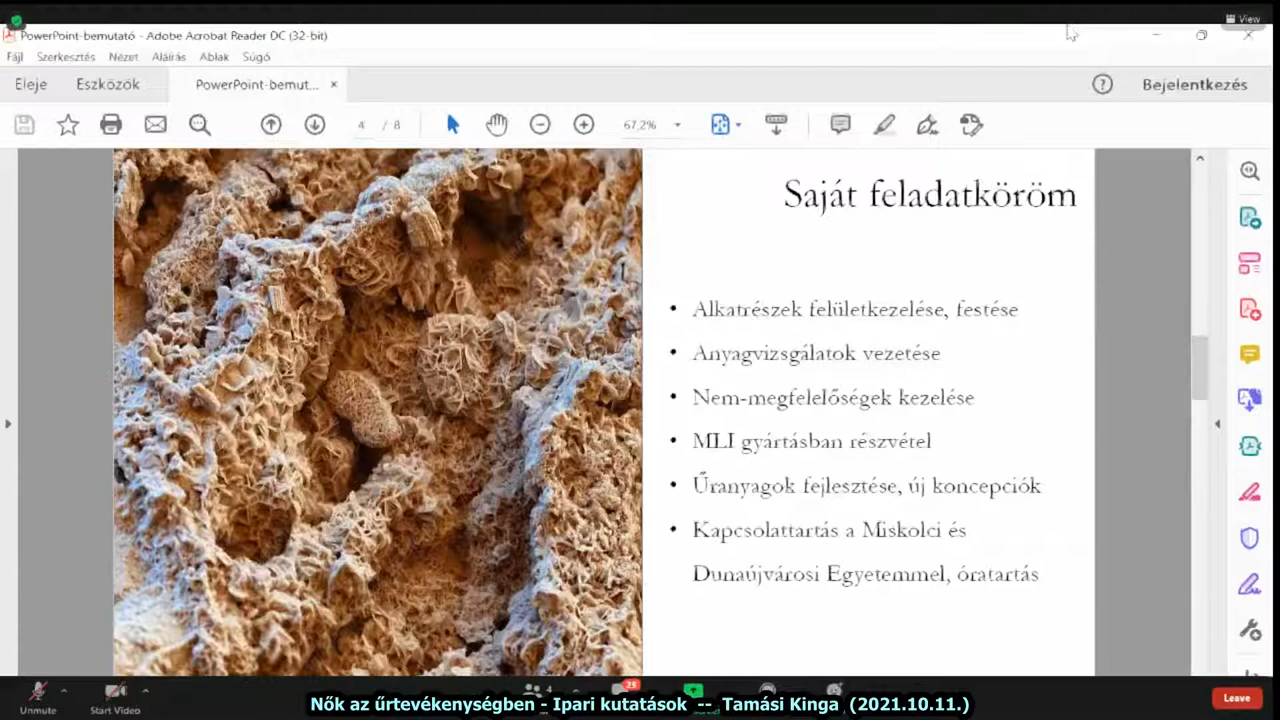 View
PowerPoint-bemutató - Adobe Acrobat Reader DC (32-bit)
Fájl Szerkesztés Nézet Aláírás Ablak Súgó
Eleje Eszközök PowerPoint-bemut... × Bejelentkezés
4 / 8 67,2%
Saját feladatköröm
• Alkatrészek felületkezelése, festése
• Anyagvizsgálatok vezetése
• Nem-megfelelőségek kezelése
• MLI gyártásban részvétel
• Űranyagok fejlesztése, új koncepciók
• Kapcsolattartás a Miskolci és
Dunaújvárosi Egyetemmel, óratartás
25
Unmute Start Video Leave
Nők az űrtevékenységben - Ipari kutatások -- Tamási Kinga (2021.10.11.)